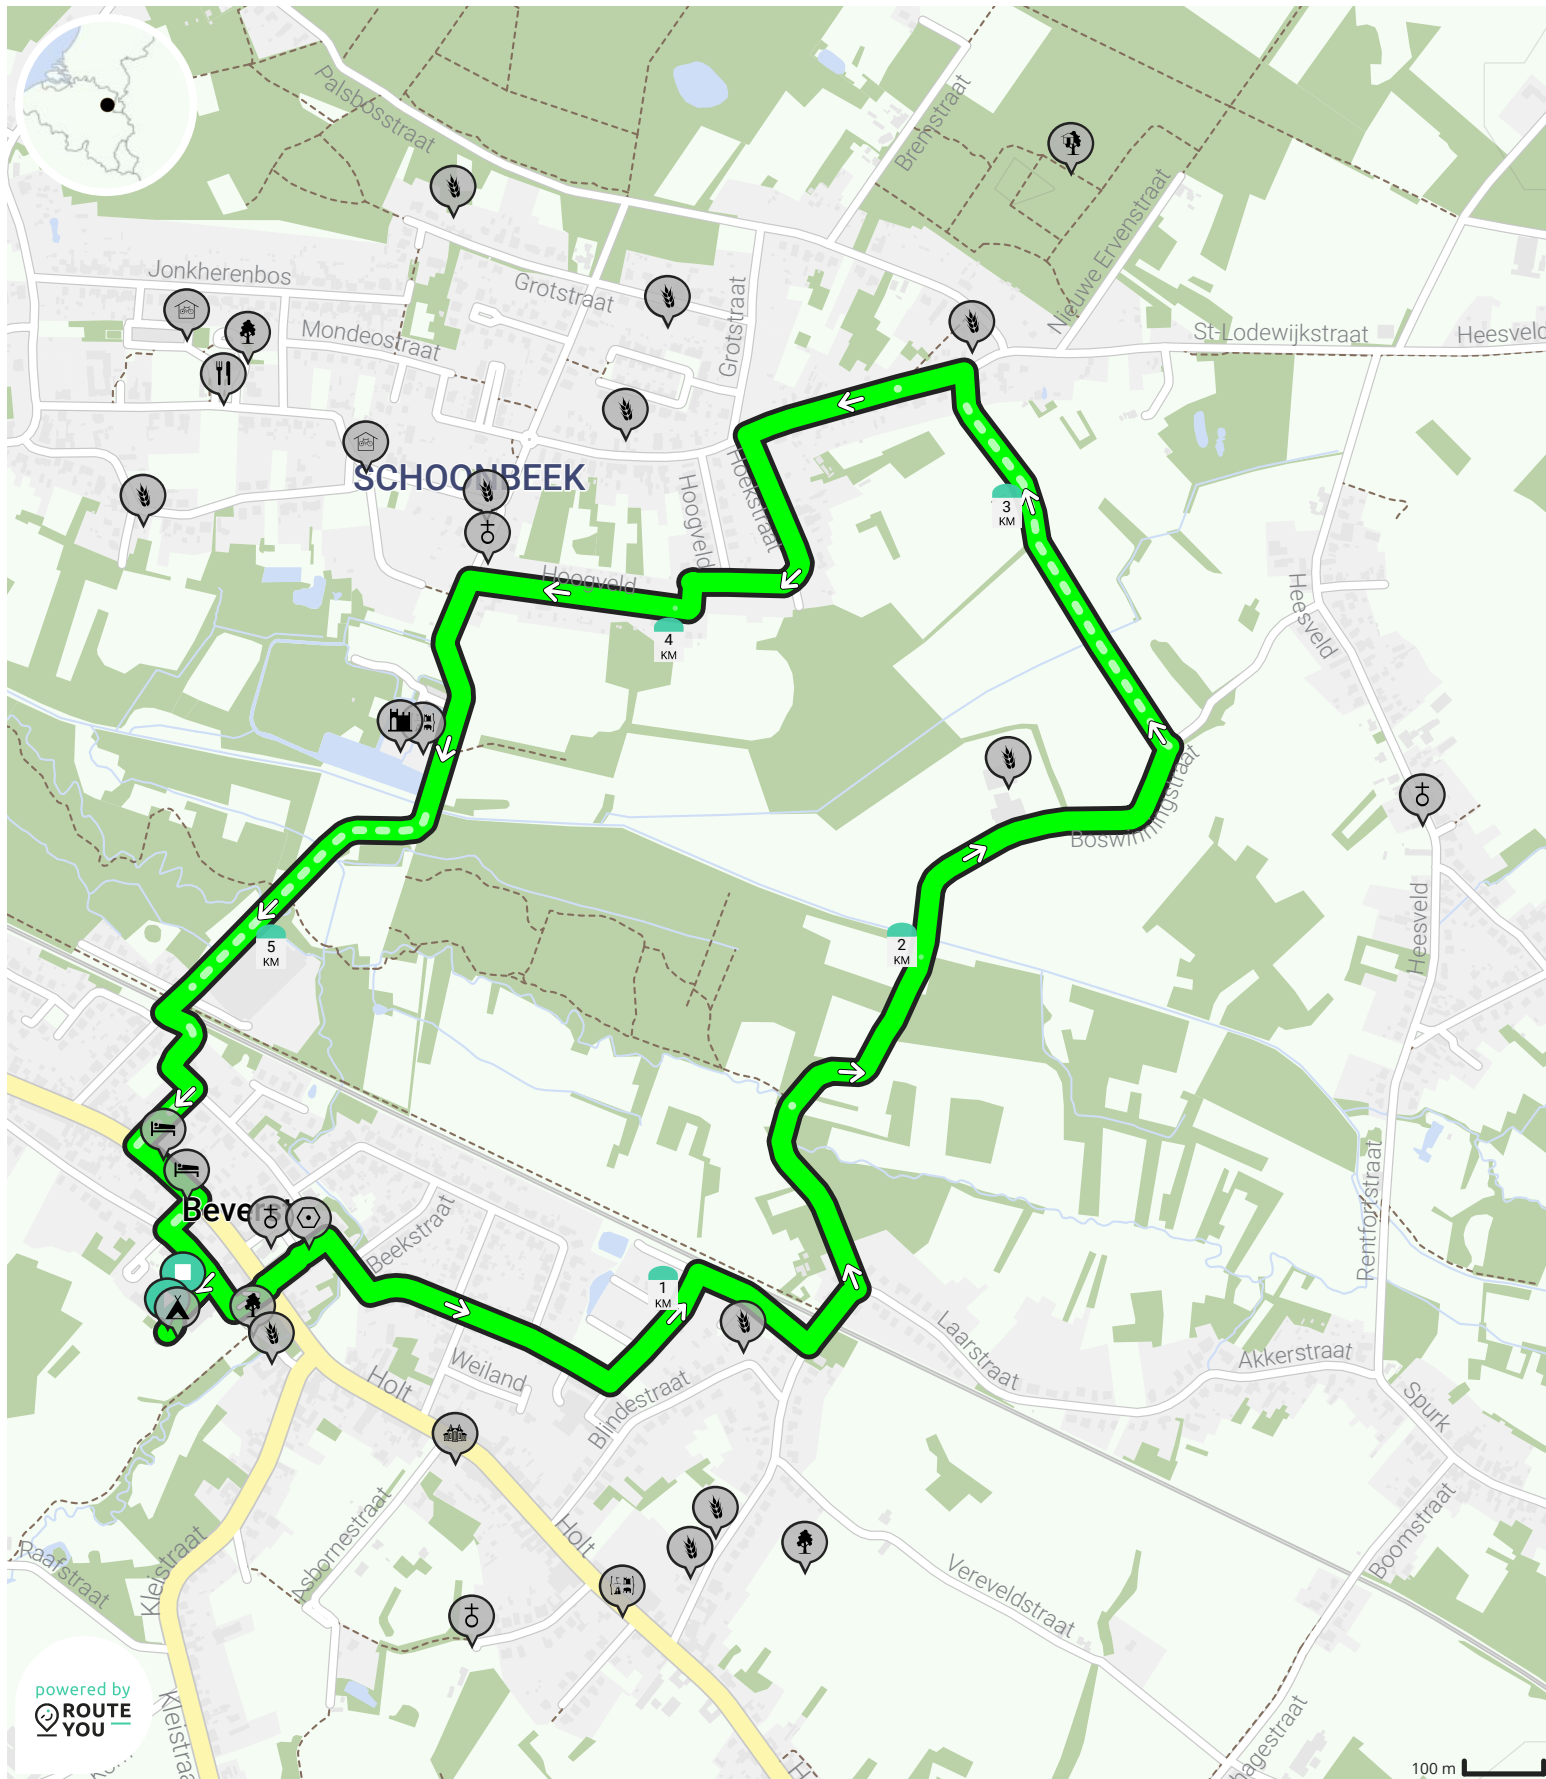 Palsbosstraat
Bremstraat
Nieuwe Ervenstraat
Jonkherenbos
Grotstraat
Grotstraat
Mondeostraat
St-Lodewijkstraat
Heesveld
SCHOONBEEK
Hoekstraat
Hoogveld
3
KM
Hoogveld
Heesveld
4
KM
Boswinningstraat
Heesveld
2
KM
5
KM
Rentfortstraat
Beekstraat
1
KM
Laarstraat
Akkerstraat
Weiland
Holt
Blindestraat
Spurk
Boomstraat
Holt
Asbornestraat
Kleistraat
Raafstraat
Vereveldstraat
powered by
ROUTE
YOU
100 m